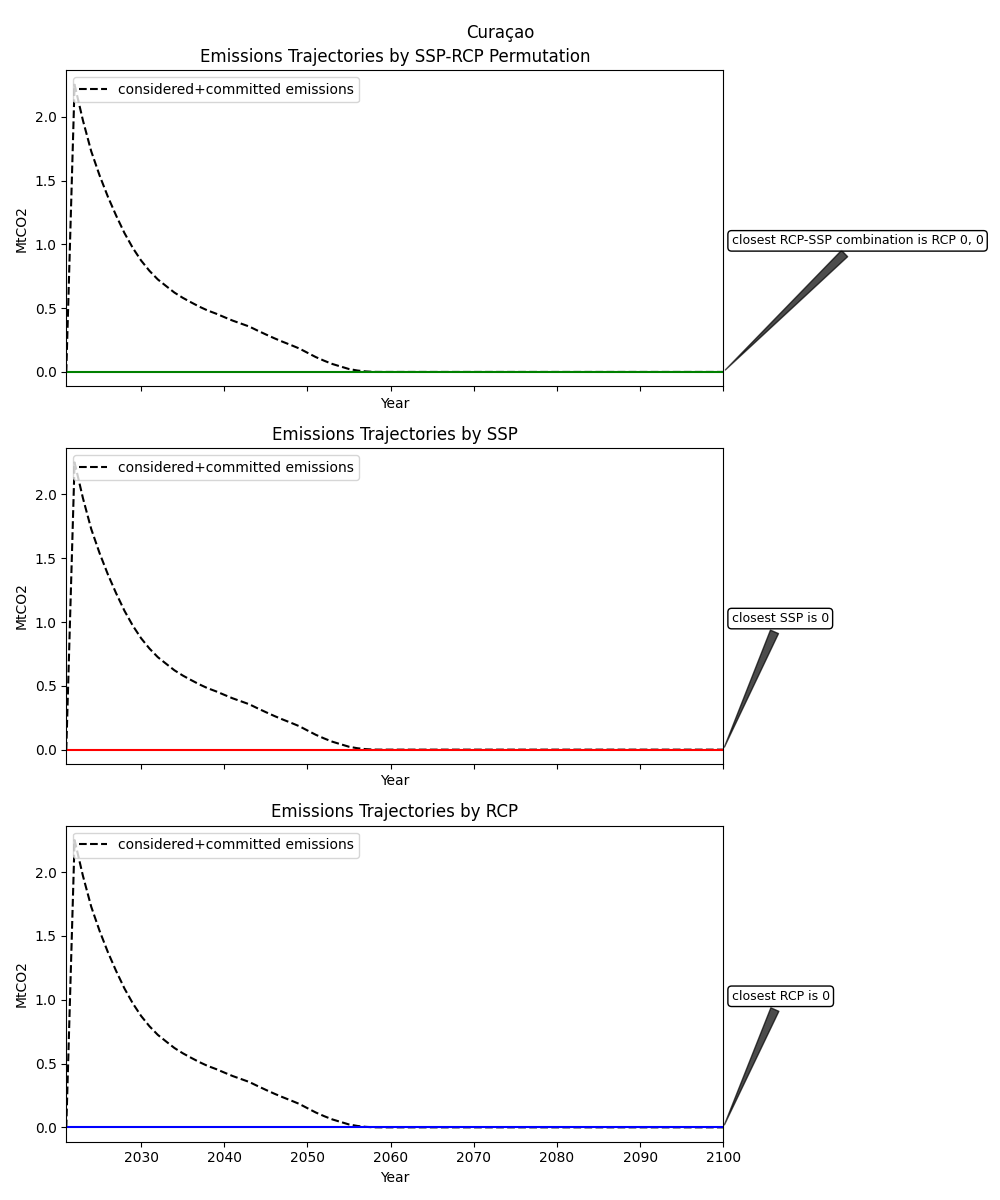 Curaçao
Emissions Trajectories by SSP-RCP Permutation
considered+committed emissions
2.0
1.5
1.0
0.5
0.0
MtCO2
Year
closest RCP-SSP combination is RCP 0, 0
Emissions Trajectories by SSP
considered+committed emissions
2.0
1.5
1.0
0.5
0.0
MtCO2
Year
closest SSP is 0
Emissions Trajectories by RCP
considered+committed emissions
2.0
1.5
1.0
0.5
0.0
MtCO2
closest RCP is 0
2030 2040 2050 2060 2070 2080 2090 2100
Year